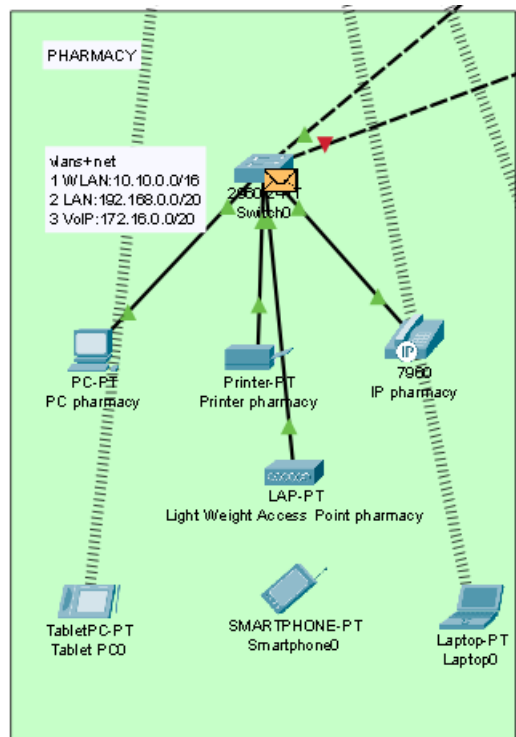 PHARMACY
vlans+net
1 WLAN:10.10.0.0/16
2 LAN:192.168.0.0/20
3 VoIP:172.16.0.0/20
Switch0
PC-PT
PC pharmacy
Printer-PT
Printer pharmacy
IP
7960
IP pharmacy
LAP-PT
Light Weight Access Point pharmacy
TabletPC-PT
Tablet PC0
SMARTPHONE-PT
Smartphone0
Laptop-PT
Laptop0